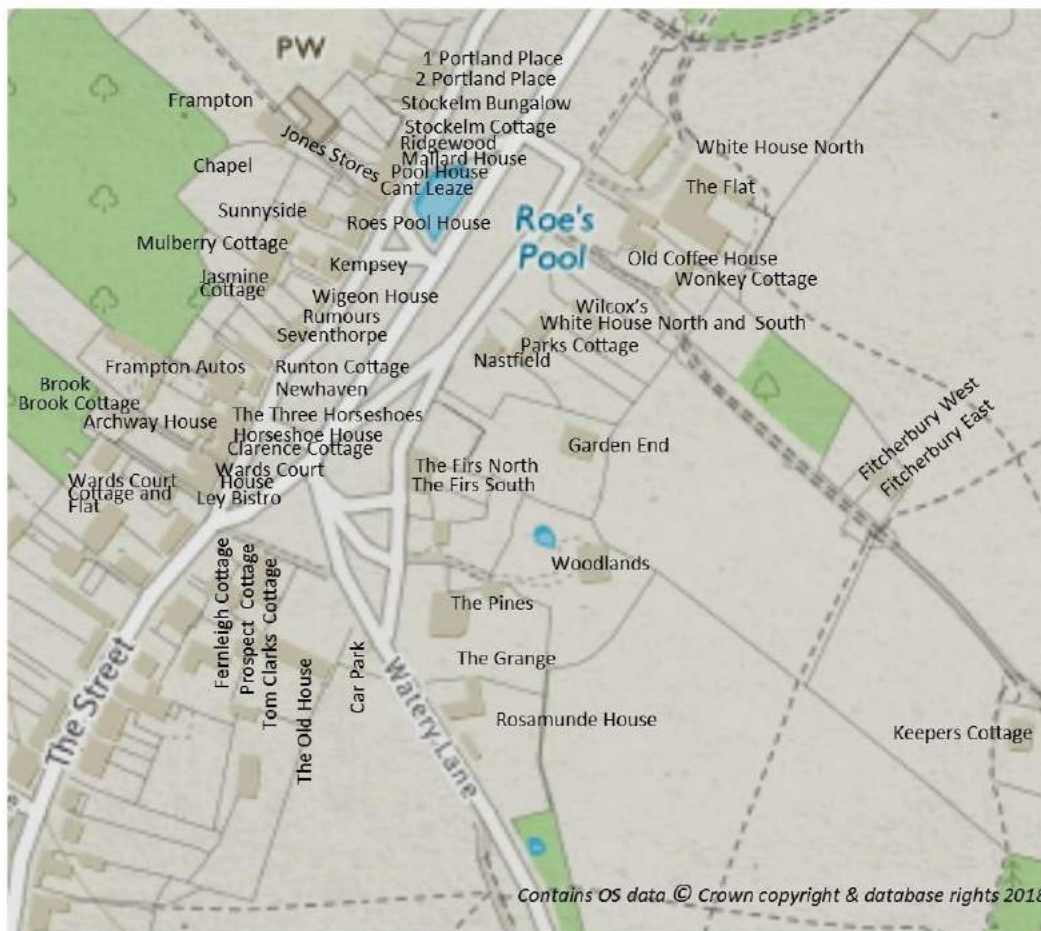 PW
1 Portland Place
2 Portland Place
Frampton
Stockelm Bungalow
Stockelm Cottage
Jones Stores
Ridgewood
Mallard House
White House North
Chapel
Pool House
Cant Leaze
The Flat
Sunnyside
Roes Pool House
Roe's
Pool
Mulberry Cottage
Kempsey
Old Coffee House
Wonkey Cottage
Jasmine
Cottage
Wigeon House
Wilcox's
Rumours
White House North and South
Seventhorpe
Parks Cottage
Nastfield
Frampton Autos
Runton Cottage
Brook
Newhaven
Brook Cottage
Archway House
The Three Horseshoes
Horseshoe House
Clarence Cottage
Garden End
Fitcherbury West
Fitcherbury East
Wards Court
House
The Firs North
The Firs South
Wards Court
Cottage and
Flat
Ley Bistro
Fernleigh Cottage
Prospect Cottage
Tom Clarks Cottage
Woodlands
The Pines
The Street
The Old House
Car Park
Watery Lane
The Grange
Rosamunde House
Keepers Cottage
Contains OS data © Crown copyright & database rights 2018